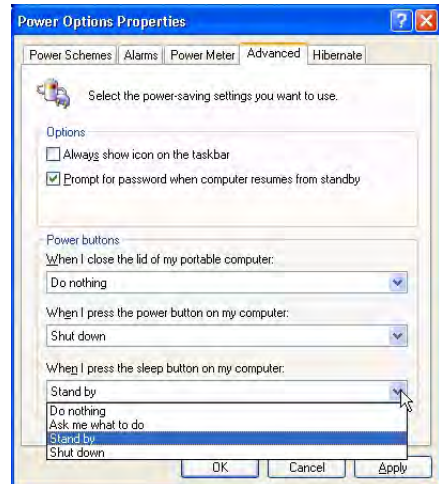 Power Options Properties
Power Schemes Alarms Power Meter Advanced Hibernate
Select the power-saving settings you want to use.
Options
Always show icon on the taskbar
Prompt for password when computer resumes from standby
Power buttons
When I close the lid of my portable computer:
Do nothing
When I press the power button on my computer:
Shut down
When I press the sleep button on my computer:
Stand by
Do nothing
Ask me what to do
Stand by
Shut down
OK Cancel Apply